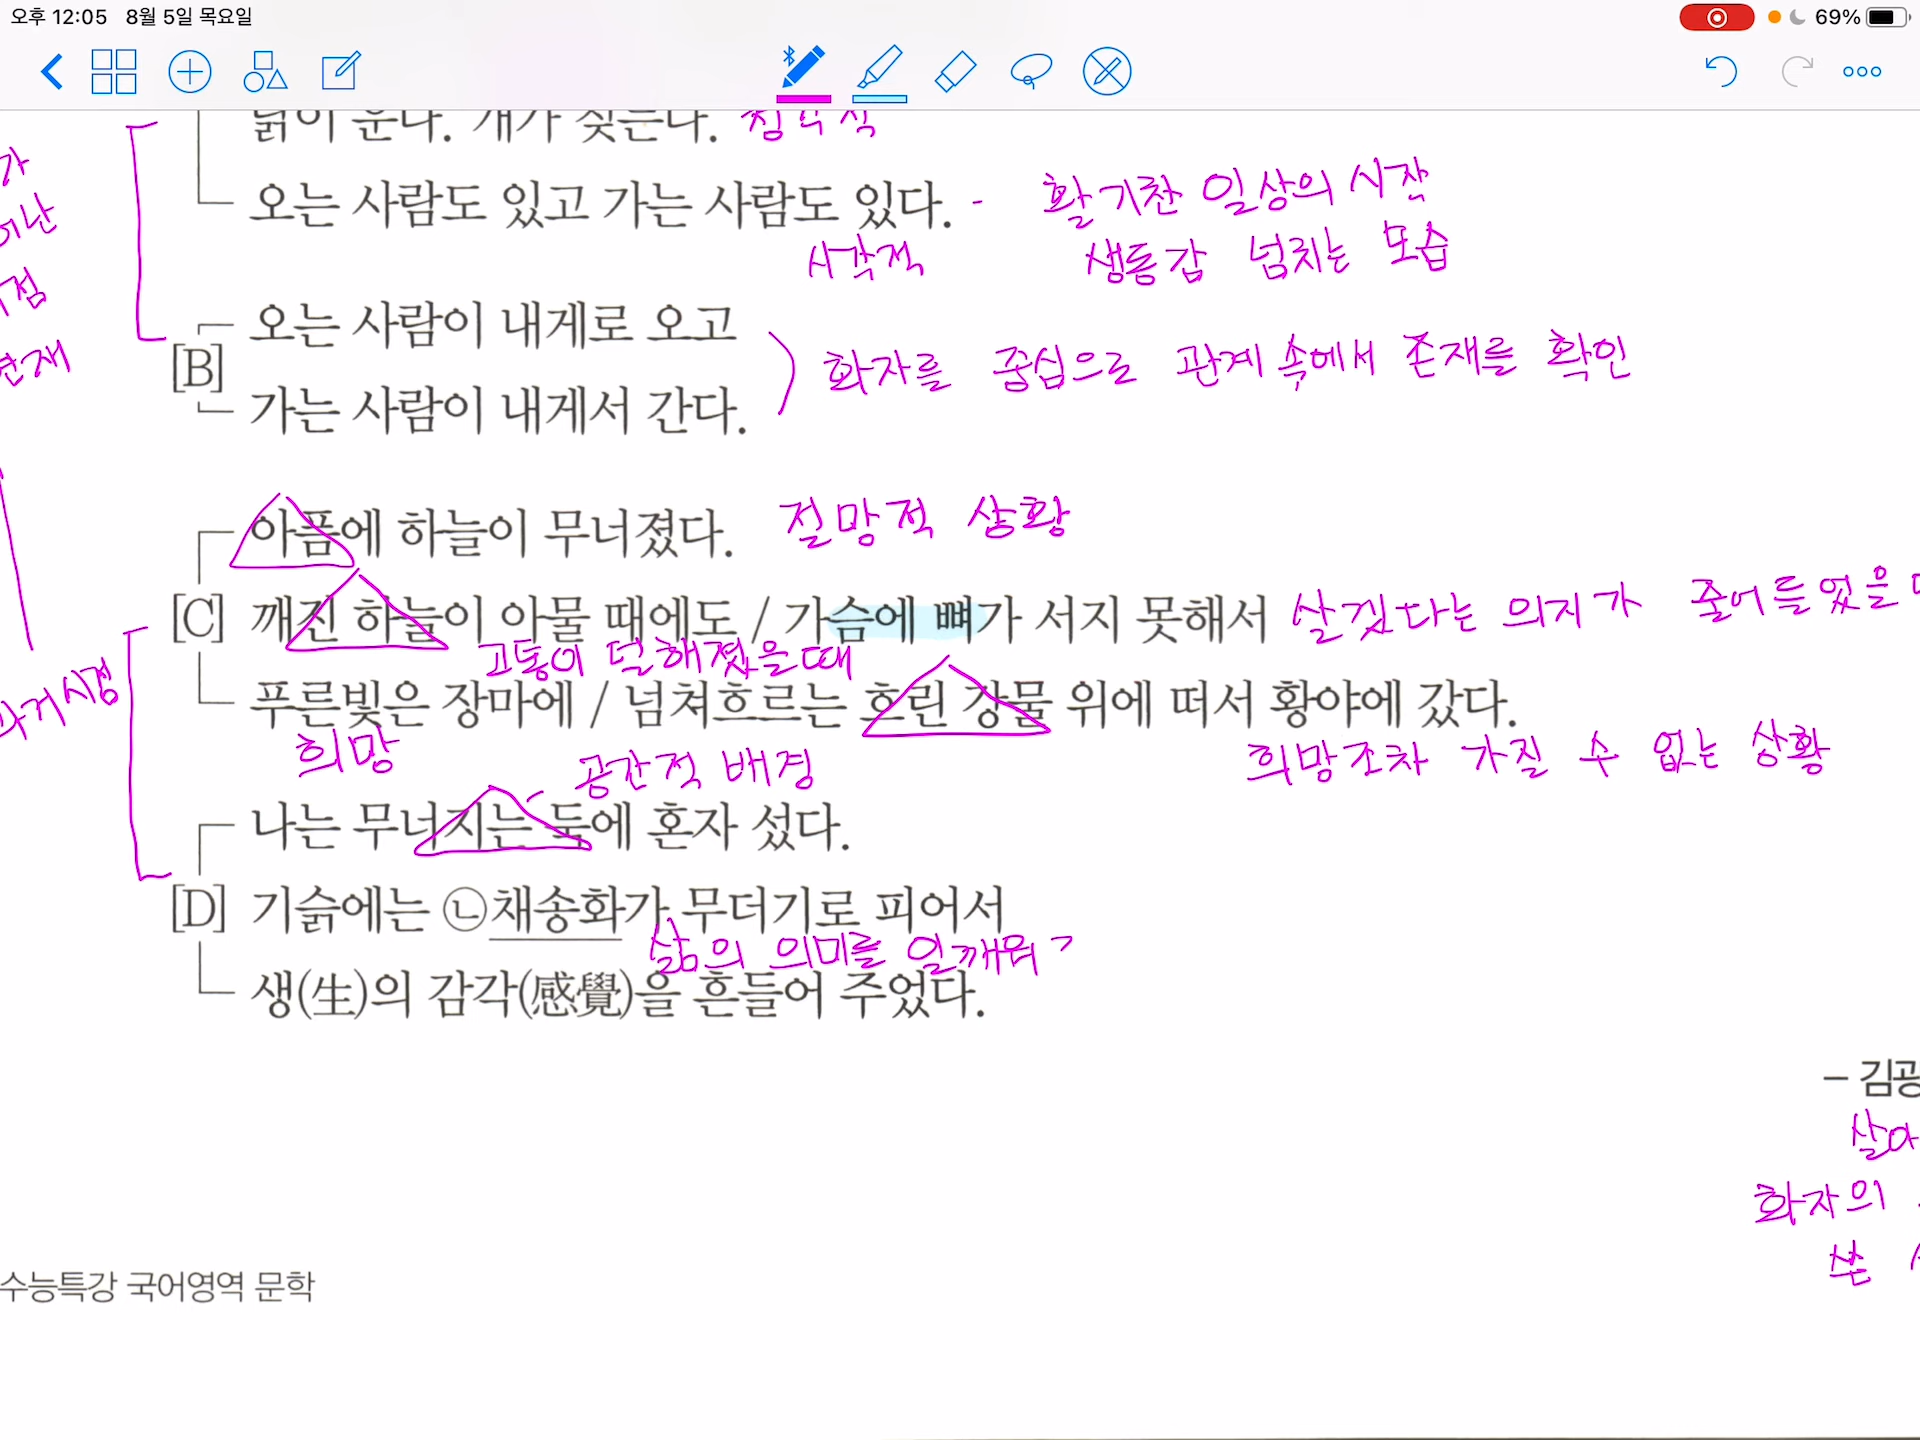 오후 12:05 8월 5일 목요일
69%
닭이 운다. 개가 짖는다. 청각적
오는 사람도 있고 가는 사람도 있다. - 활기찬 일상의 시작
시각적 생동감 넘치는 모습
[B] 오는 사람이 내게로 오고
가는 사람이 내게서 간다.
화자를 중심으로 관계 속에서 존재를 확인
아픔에 하늘이 무너졌다. 절망적 상황
[C] 깨진 하늘이 아물 때에도 / 가슴에 뼈가 서지 못해서 살겠다는 의지가 줄어들었을
고통이 덜해졌을 때
푸른빛은 장마에 / 넘쳐흐르는 흐린 강물 위에 떠서 황야에 갔다.
희망 희망조차 가질 수 없는 상황
과거시점
공간적 배경
나는 무너지는 둑에 혼자 섰다.
[D] 기슭에는 ㉡채송화가 무더기로 피어서
삶의 의미를 일깨워
생(生)의 감각(感覺)을 흔들어 주었다.
– 김광
살아
화자의
쓴
수능특강 국어영역 문학